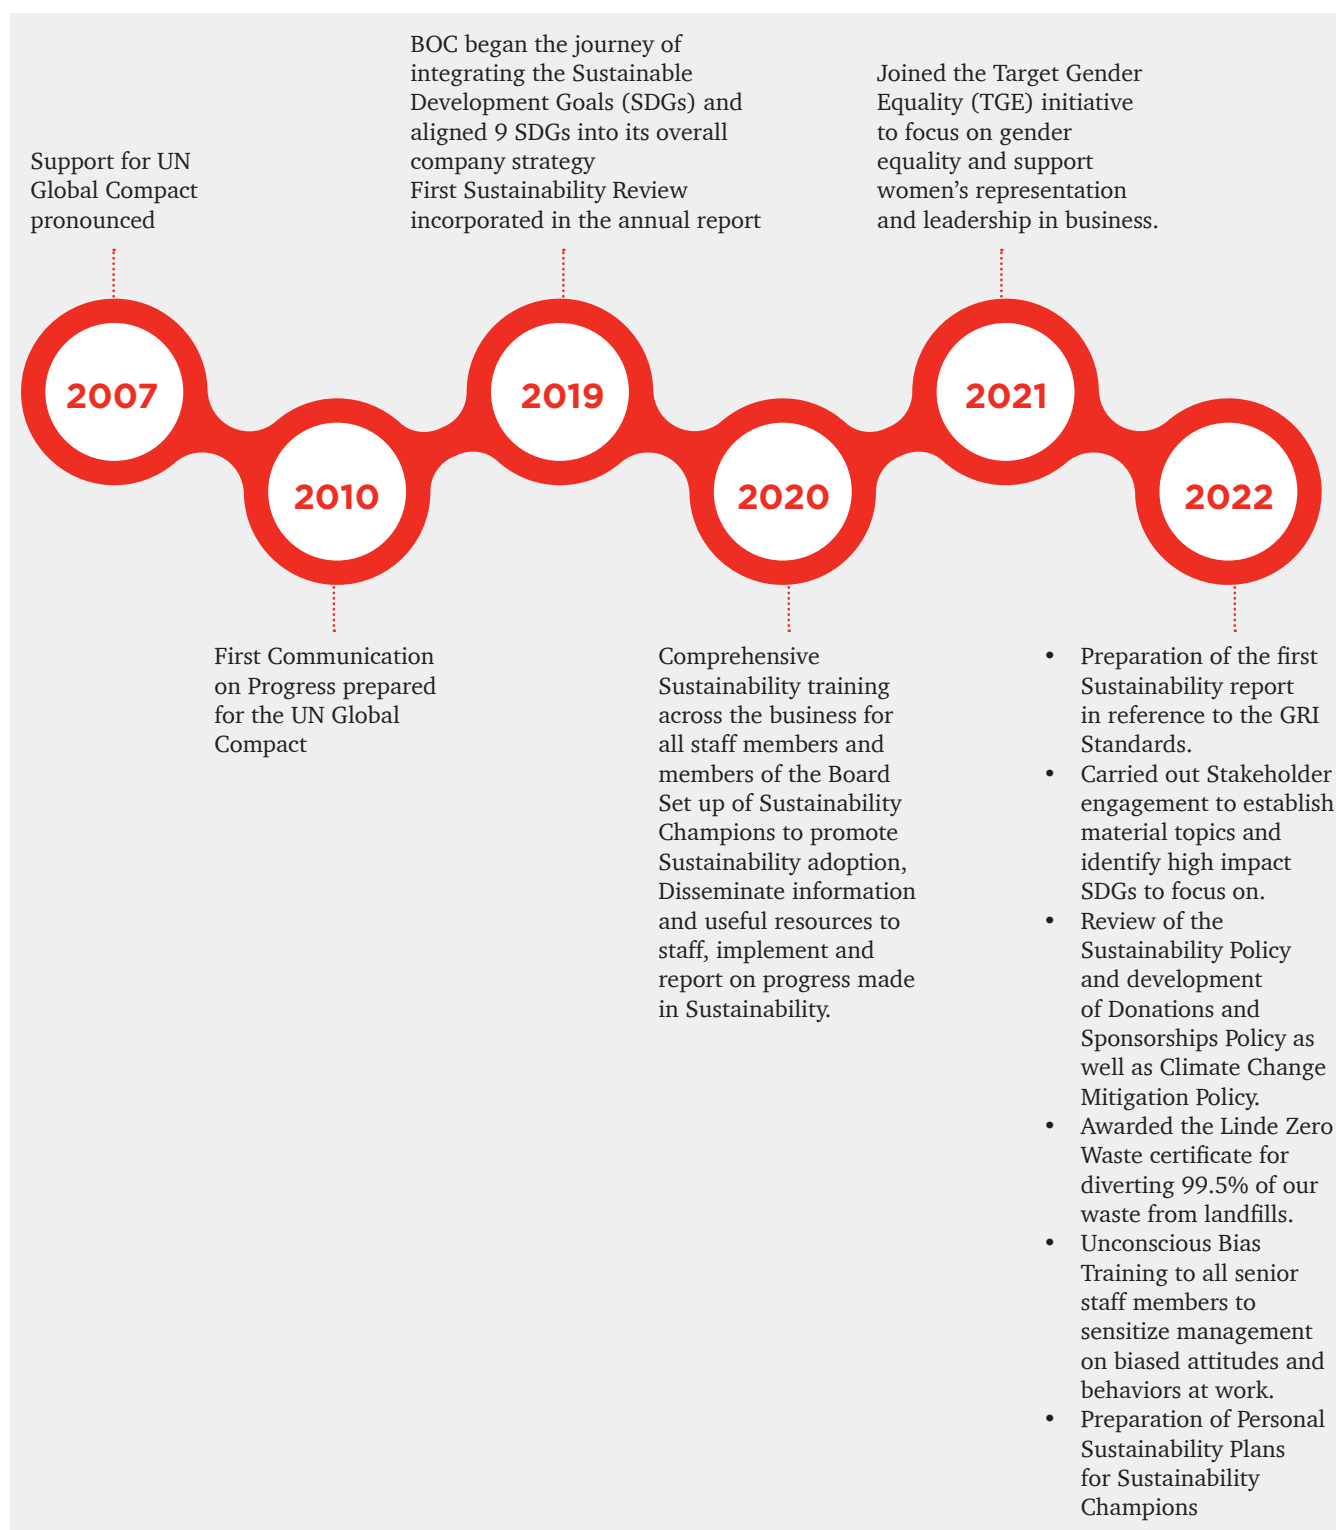 Support for UN
Global Compact
pronounced
2007
First Communication
on Progress prepared
for the UN Global
Compact
2010
BOC began the journey of
integrating the Sustainable
Development Goals (SDGs) and
aligned 9 SDGs into its overall
company strategy
First Sustainability Review
incorporated in the annual report
2019
Comprehensive
Sustainability training
across the business for
all staff members and
members of the Board
Set up of Sustainability
Champions to promote
Sustainability adoption,
Disseminate information
and useful resources to
staff, implement and
report on progress made
in Sustainability.
2020
Joined the Target Gender
Equality (TGE) initiative
to focus on gender
equality and support
women’s representation
and leadership in business.
2021
2022
• Preparation of the first
Sustainability report
in reference to the GRI
Standards.
• Carried out Stakeholder
engagement to establish
material topics and
identify high impact
SDGs to focus on.
• Review of the
Sustainability Policy
and development
of Donations and
Sponsorships Policy as
well as Climate Change
Mitigation Policy.
• Awarded the Linde Zero
Waste certificate for
diverting 99.5% of our
waste from landfills.
• Unconscious Bias
Training to all senior
staff members to
sensitize management
on biased attitudes and
behaviors at work.
• Preparation of Personal
Sustainability Plans
for Sustainability
Champions